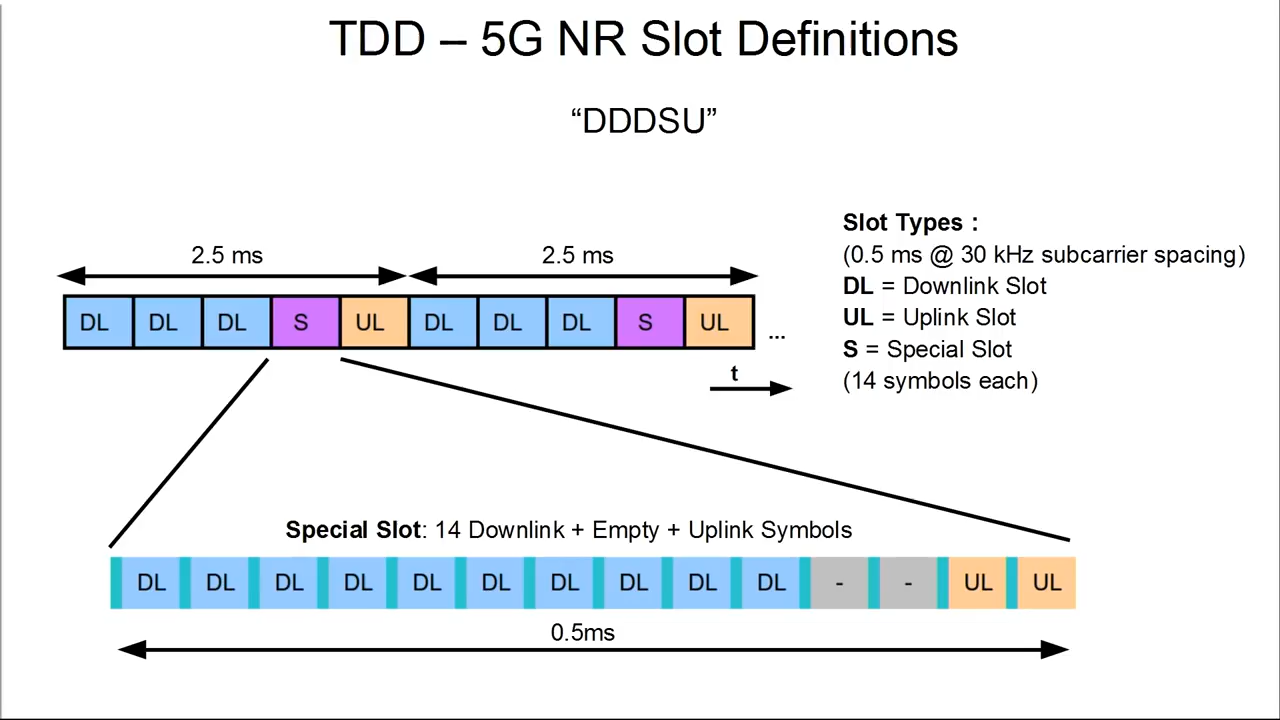 TDD – 5G NR Slot Definitions
“DDDSU”
2.5 ms 2.5 ms
DL DL DL S UL DL DL DL S UL ...
t
Slot Types :
(0.5 ms @ 30 kHz subcarrier spacing)
DL = Downlink Slot
UL = Uplink Slot
S = Special Slot
(14 symbols each)
Special Slot: 14 Downlink + Empty + Uplink Symbols
DL DL DL DL DL DL DL DL DL DL - - UL UL
0.5ms